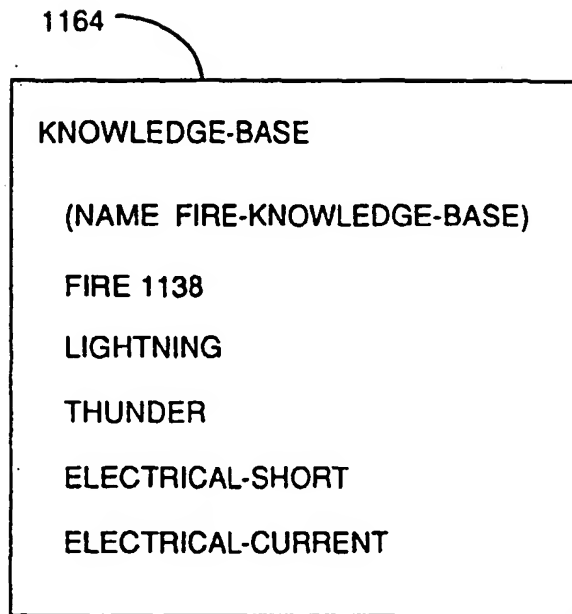 1164
KNOWLEDGE-BASE
(NAME FIRE-KNOWLEDGE-BASE)
FIRE 1138
LIGHTNING
THUNDER
ELECTRICAL-SHORT
ELECTRICAL-CURRENT